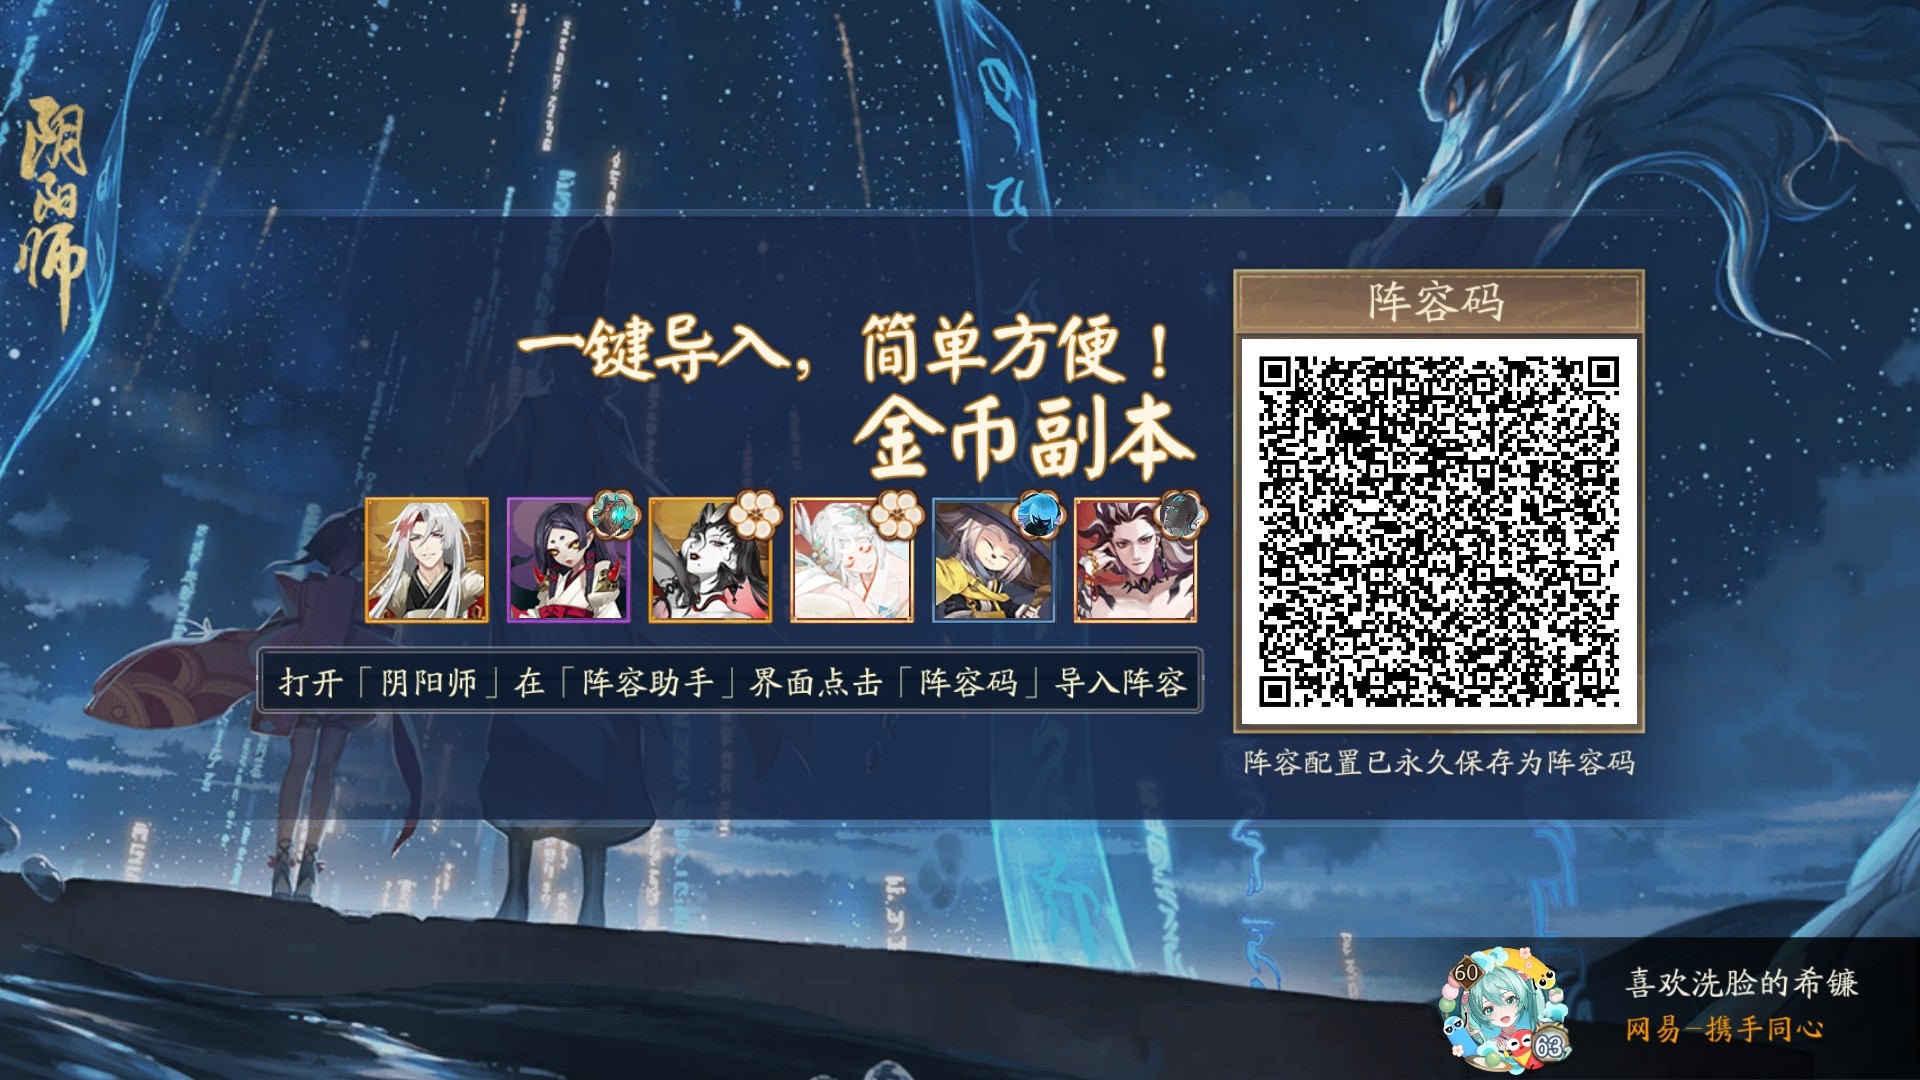 阴阳师
一键导入，简单方便！
金币副本
打开「阴阳师」在「阵容助手」界面点击「阵容码」导入阵容
阵容码
阵容配置已永久保存为阵容码
60
63
喜欢洗脸的希镰
网易-携手同心